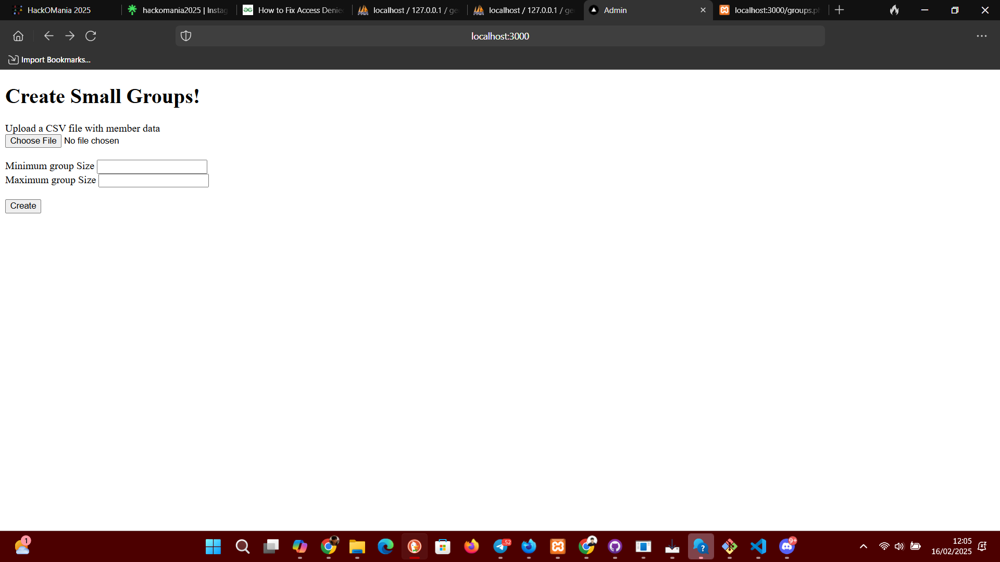 HackOMania 2025
hackomania2025 | Instag
How to Fix Access Denie
localhost / 127.0.0.1 / ge
localhost / 127.0.0.1 / ge
Admin
localhost:3000/groups.ph
localhost:3000
Import Bookmarks...
Create Small Groups!
Upload a CSV file with member data
Choose File No file chosen
Minimum group Size
Maximum group Size
Create
1
.52
?
9+
12:05
16/02/2025